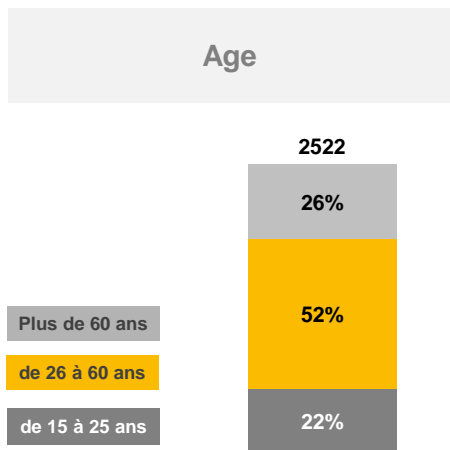 Age
2522
26%
52%
22%
Plus de 60 ans
de 26 à 60 ans
de 15 à 25 ans